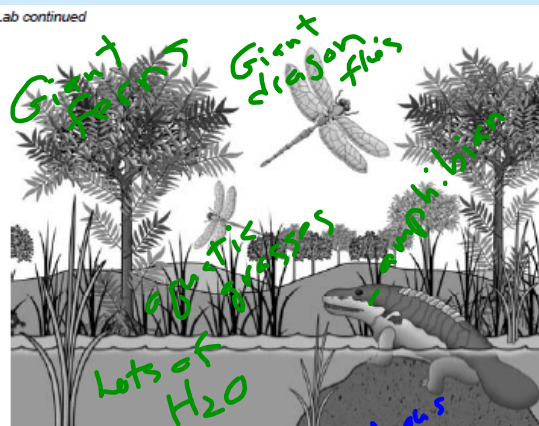 Lab continued
Giant
ferns
Giant
dragon
flies
amphibian
aquatic
grasses
Lots of
H2O